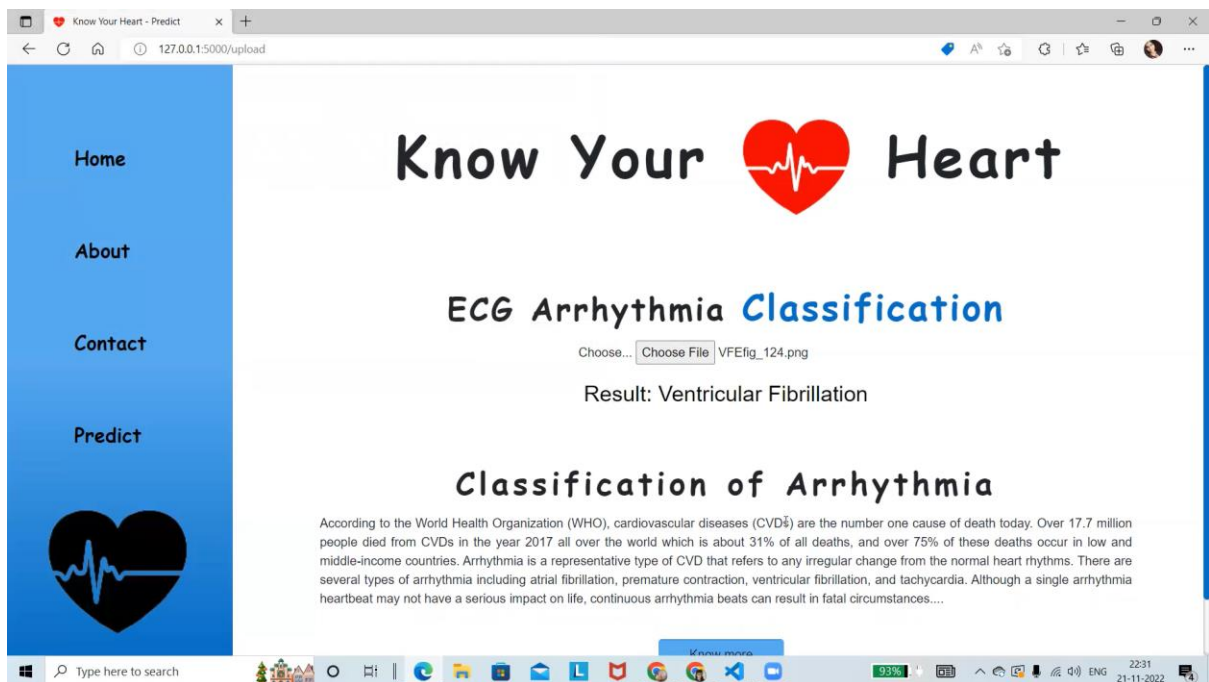 Know Your Heart - Predict
127.0.0.1:5000/upload
Home
About
Contact
Predict
Know Your Heart
ECG Arrhythmia Classification
Choose... Choose File VFEfig_124.png
Result: Ventricular Fibrillation
Classification of Arrhythmia
According to the World Health Organization (WHO), cardiovascular diseases (CVDs) are the number one cause of death today. Over 17.7 million
people died from CVDs in the year 2017 all over the world which is about 31% of all deaths, and over 75% of these deaths occur in low and
middle-income countries. Arrhythmia is a representative type of CVD that refers to any irregular change from the normal heart rhythms. There are
several types of arrhythmia including atrial fibrillation, premature contraction, ventricular fibrillation, and tachycardia. Although a single arrhythmia
heartbeat may not have a serious impact on life, continuous arrhythmia beats can result in fatal circumstances....
Know more
Type here to search
L
93%
ENG
22:31
21-11-2022
4